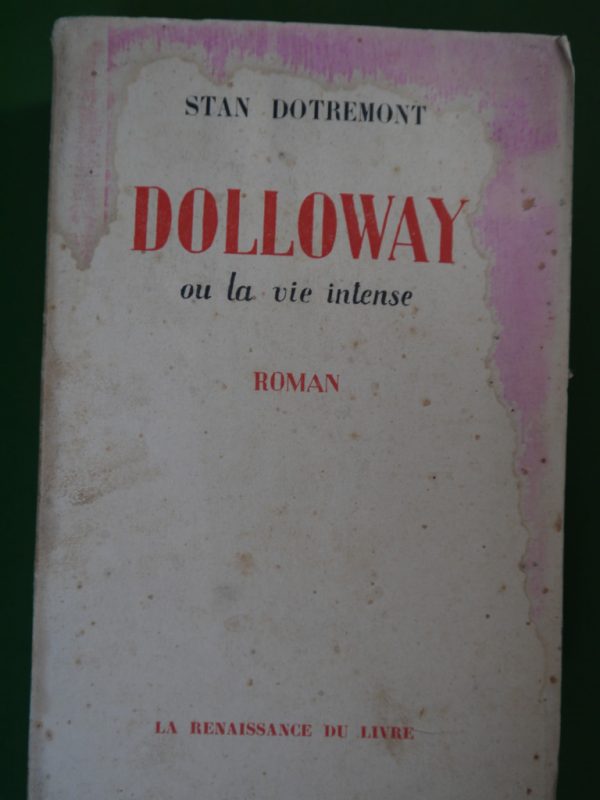 STAN DOTREMONT
DOLLOWAY
ou la vie intense
ROMAN
LA RENAISSANCE DU LIVRE